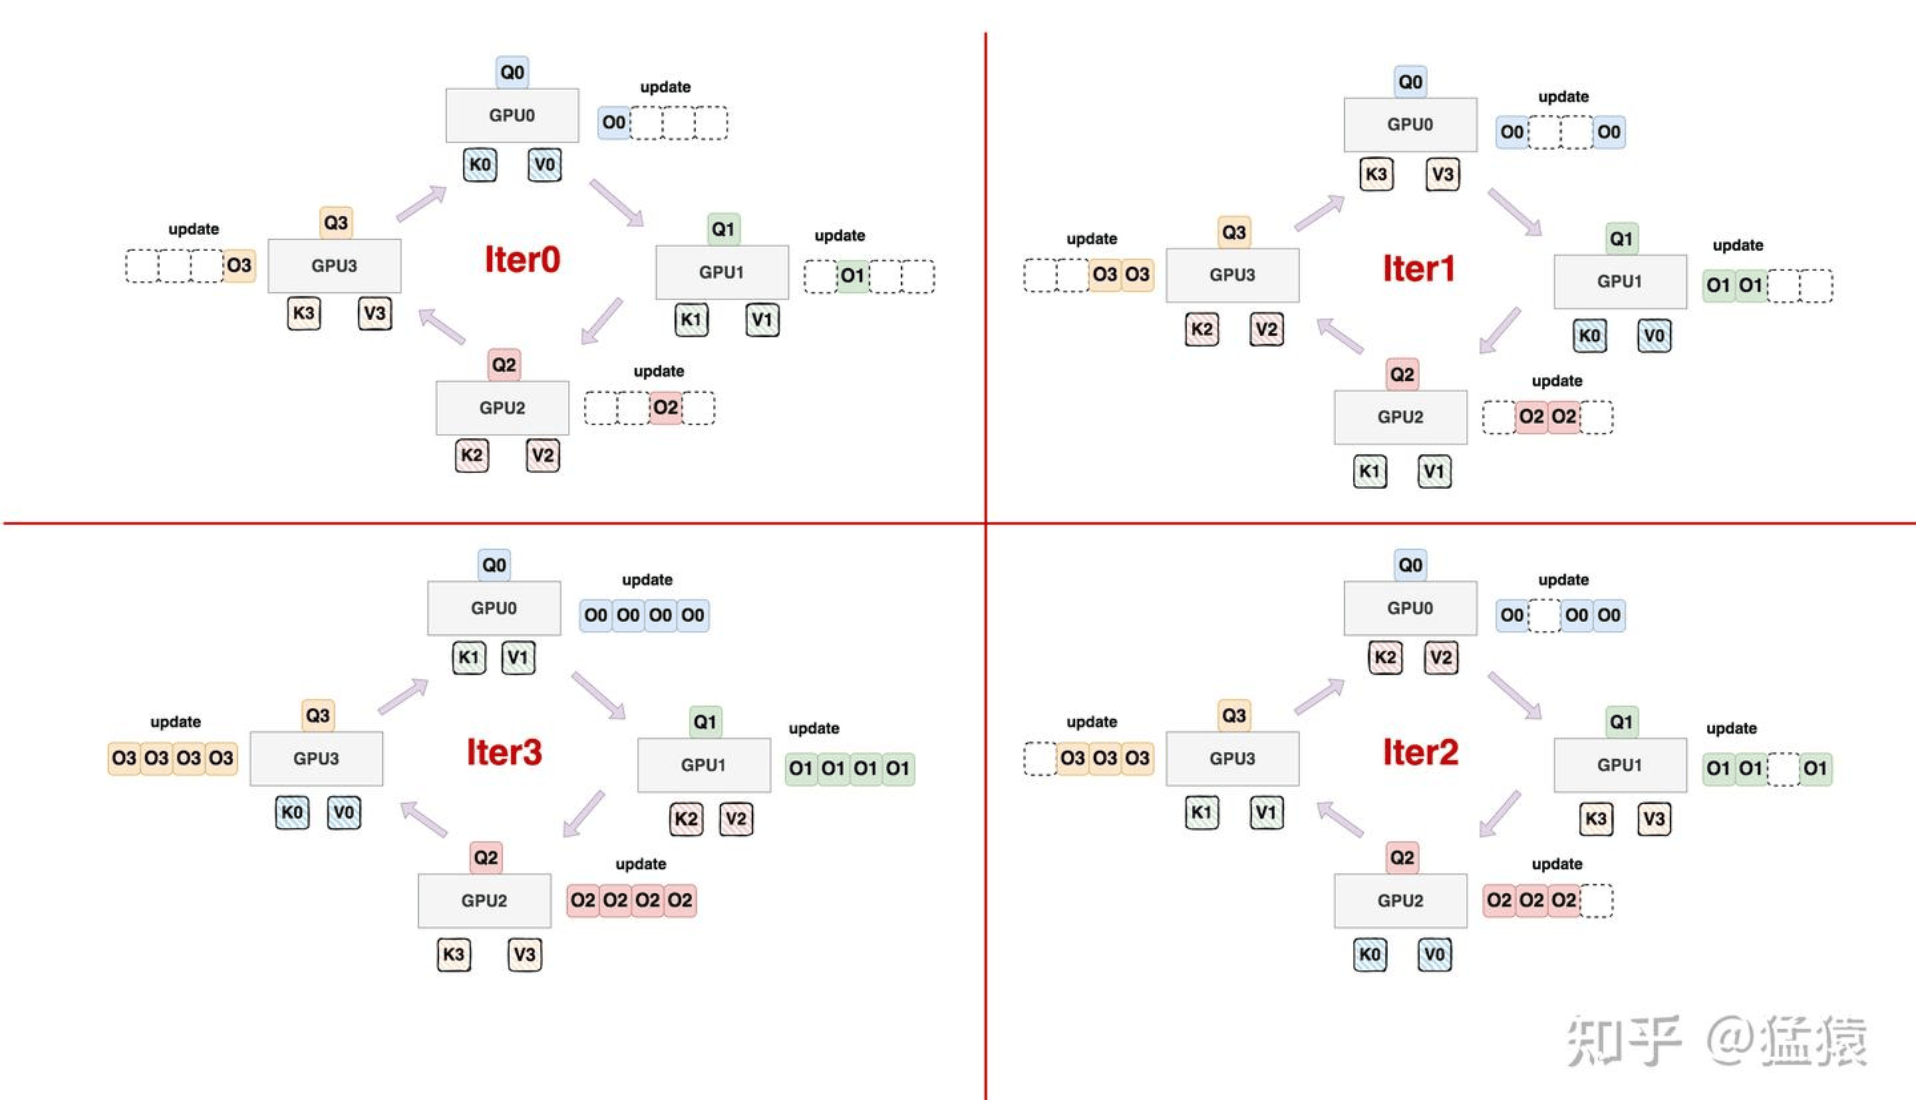 Q0
update
GPU0
O0
K0 V0
Q3
update
O3
GPU3
K3 V3
Iter0
Q1
update
GPU1
O1
K1 V1
Q2
update
GPU2
O2
K2 V2
Q0
update
GPU0
O0 O0
K3 V3
Q3
update
O3 O3
GPU3
K2 V2
Iter1
Q1
update
GPU1
O1 O1
K0 V0
Q2
update
GPU2
O2 O2
K1 V1
Q0
update
GPU0
O0 O0 O0 O0
K1 V1
Q3
update
O3 O3 O3 O3
GPU3
K0 V0
Iter3
Q1
update
GPU1
O1 O1 O1 O1
K2 V2
Q2
update
GPU2
O2 O2 O2 O2
K3 V3
Q0
update
GPU0
O0 O0 O0
K2 V2
Q3
update
O3 O3 O3
GPU3
K1 V1
Iter2
Q1
update
GPU1
O1 O1 O1
K3 V3
Q2
update
GPU2
O2 O2 O2
K0 V0
知乎 @猛猿